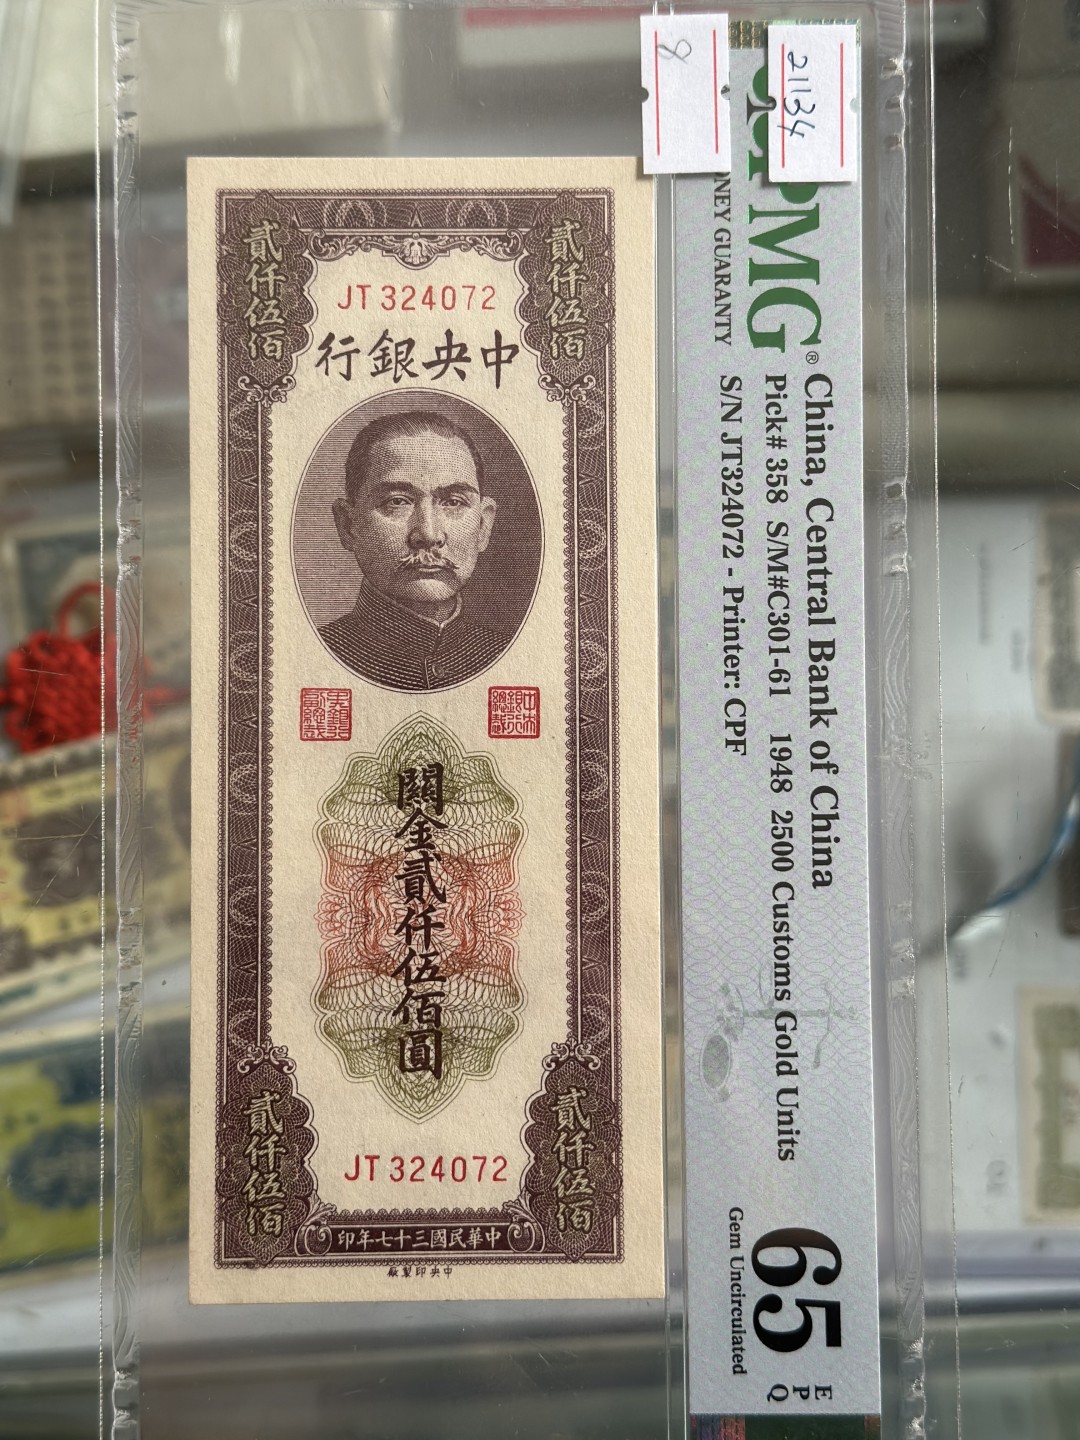 8
21134
貳仟伍佰
貳仟伍佰
JT 324072
中央銀行
關金貳仟伍佰圓
JT 324072
貳仟伍佰
貳仟伍佰
中華民國三十七年印
中央印製廠
PMG®
NEY GUARANTY
China, Central Bank of China
Pick# 358 S/M#C301-61 1948 2500 Customs Gold Units
S/N JT324072 - Printer: CPF
65 EPQ
Gem Uncirculated